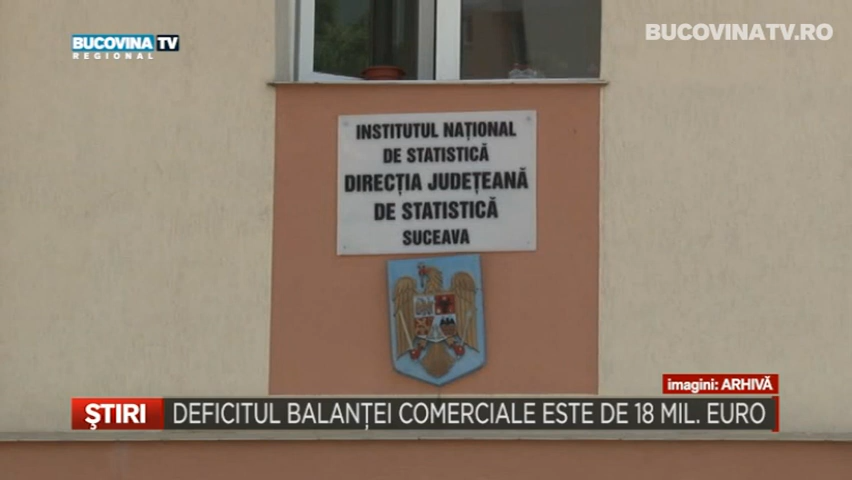 BUCOVINA TV
REGIONAL
BUCOVINATV.RO
INSTITUTUL NAȚIONAL
DE STATISTICĂ
DIRECȚIA JUDEȚEANĂ
DE STATISTICĂ
SUCEAVA
imagini: ARHIVĂ
ȘTIRI
DEFICITUL BALANȚEI COMERCIALE ESTE DE 18 MIL. EURO